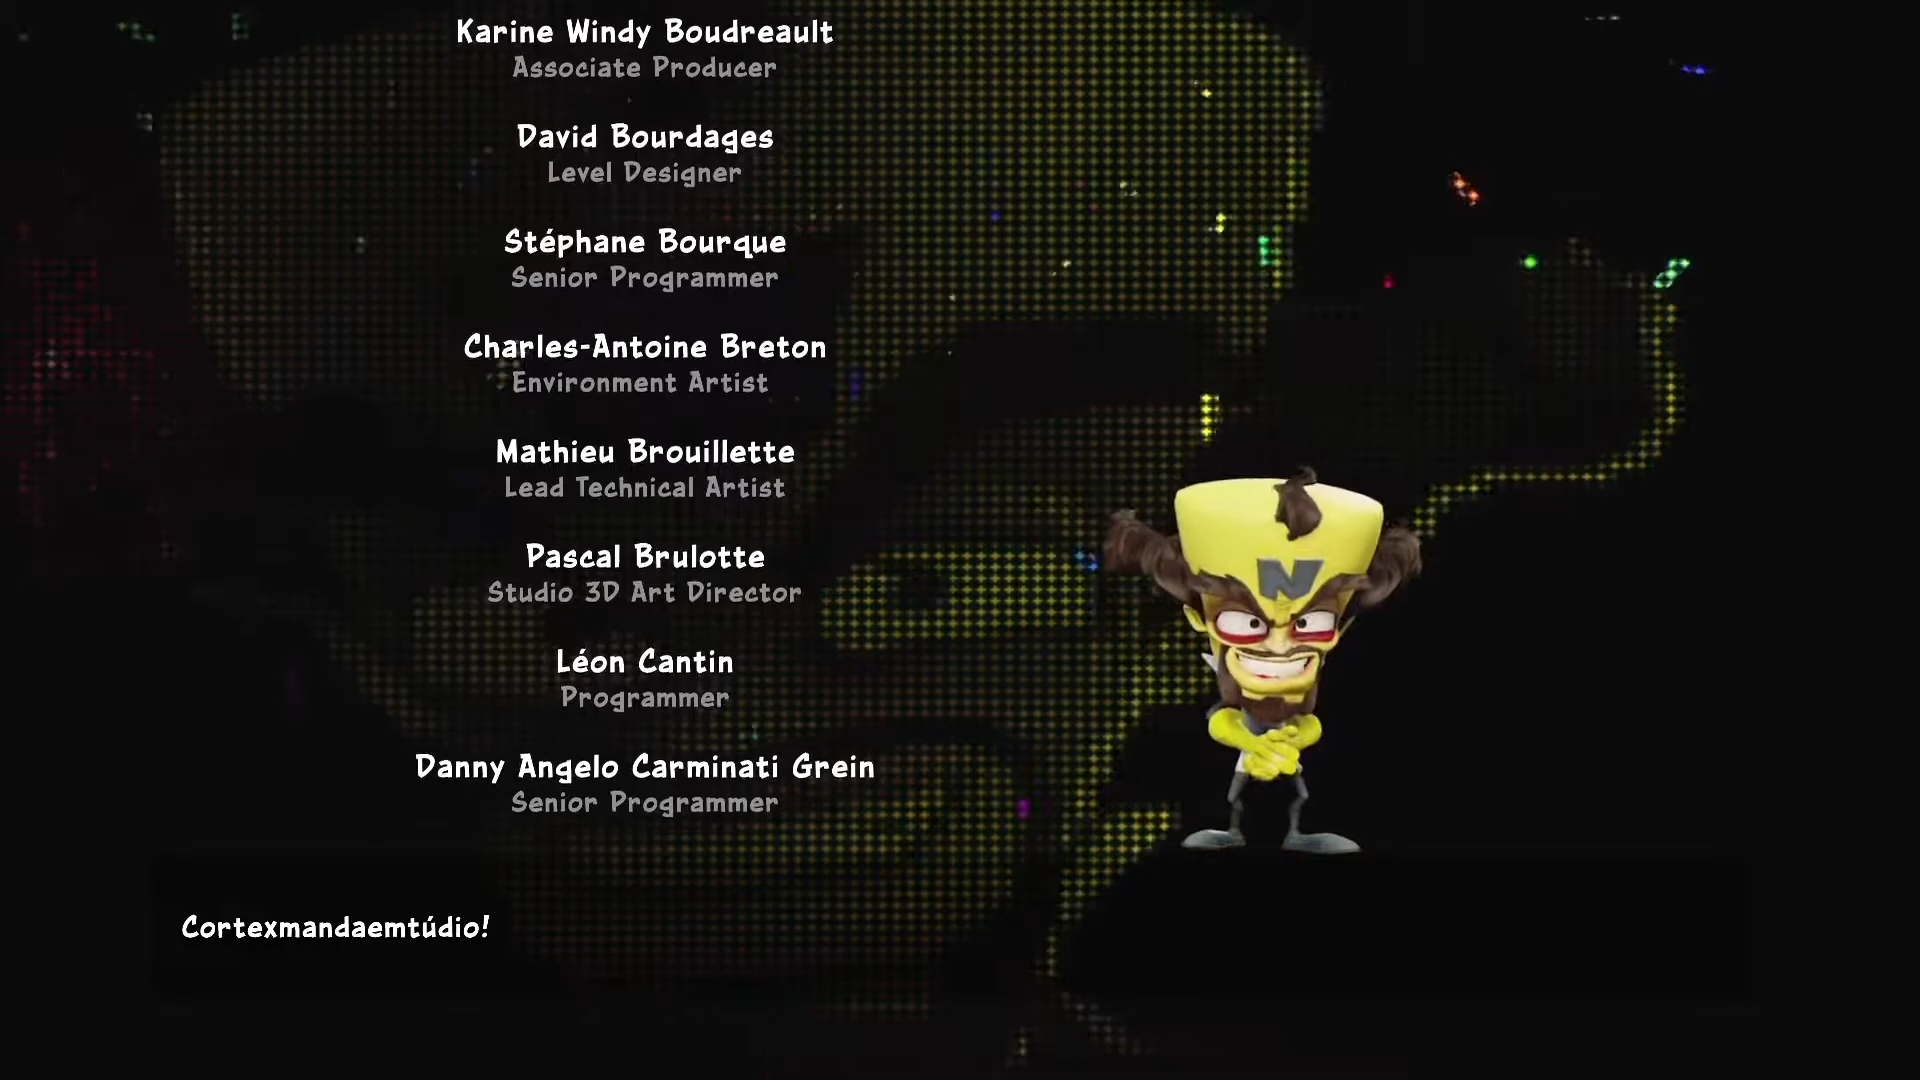 Karine Windy Boudreault
Associate Producer
David Bourdages
Level Designer
Stéphane Bourque
Senior Programmer
Charles-Antoine Breton
Environment Artist
Mathieu Brouillette
Lead Technical Artist
Pascal Brulotte
Studio 3D Art Director
Léon Cantin
Programmer
Danny Angelo Carminati Grein
Senior Programmer
N
Cortexmandaemtúdio!